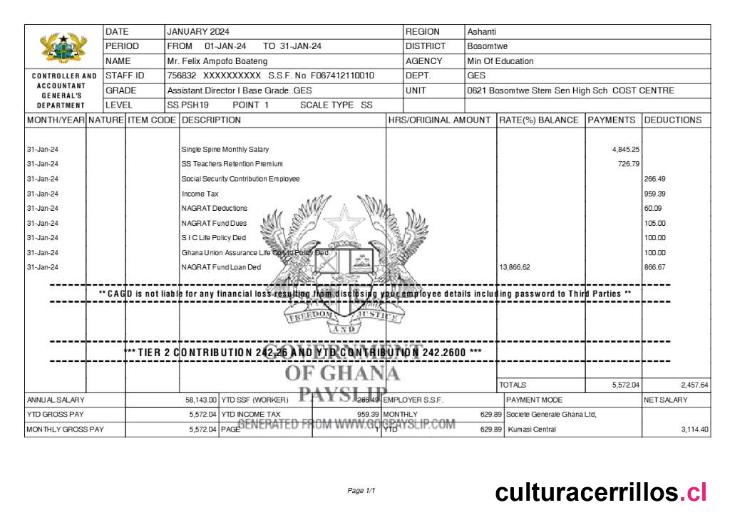 DATE JANUARY 2024 REGION Ashanti
PERIOD FROM 01-JAN-24 TO 31-JAN-24 DISTRICT Bosomtwe
NAME Mr. Felix Ampofo Boateng AGENCY Min Of Education
CONTROLLER AND ACCOUNTANT GENERAL'S DEPARTMENT
STAFF ID 756832 XXXXXXXXXX S.S.F. No F067412110010 DEPT. GES
GRADE Assistant Director I Base Grade .GES UNIT 0621 Bosomtwe Stem Sen High Sch COST CENTRE
LEVEL SS PSH19 POINT 1 SCALE TYPE SS
MONTH/YEAR NATURE ITEM CODE DESCRIPTION HRS/ORIGINAL AMOUNT RATE(%) BALANCE PAYMENTS DEDUCTIONS
31-Jan-24 Single Spine Monthly Salary 4,845.25
31-Jan-24 SS Teachers Retention Premium 726.79
31-Jan-24 Social Security Contribution Employee 266.49
31-Jan-24 Income Tax 959.39
31-Jan-24 NAGRAT Deductions 60.09
31-Jan-24 NAGRAT Fund Dues 105.00
31-Jan-24 S I C Life Policy Ded 100.00
31-Jan-24 Ghana Union Assurance Life Policy Ded 100.00
31-Jan-24 NAGRAT Fund Loan Ded 13,866.62 866.67
** CAGD is not liable for any financial loss resulting from disclosing your employee details including password to Third Parties **
FREEDOM AND JUSTICE
*** TIER 2 CONTRIBUTION 242.26 AND YTD CONTRIBUTION 242.2600 ***
GOVERNMENT
OF GHANA
PAYSLIP
TOTALS 5,572.04 2,457.64
ANNUAL SALARY 58,143.00 YTD SSF (WORKER) 266.49 EMPLOYER S.S.F. PAYMENT MODE NET SALARY
YTD GROSS PAY 5,572.04 YTD INCOME TAX 959.39 MONTHLY 629.89 Societe Generale Ghana Ltd,
GENERATED FROM WWW.GOGPAYSLIP.COM
MONTHLY GROSS PAY 5,572.04 PAGE YTD 629.89 Kumasi Central 3,114.40
Page 1/1
culturacerrillos.cl